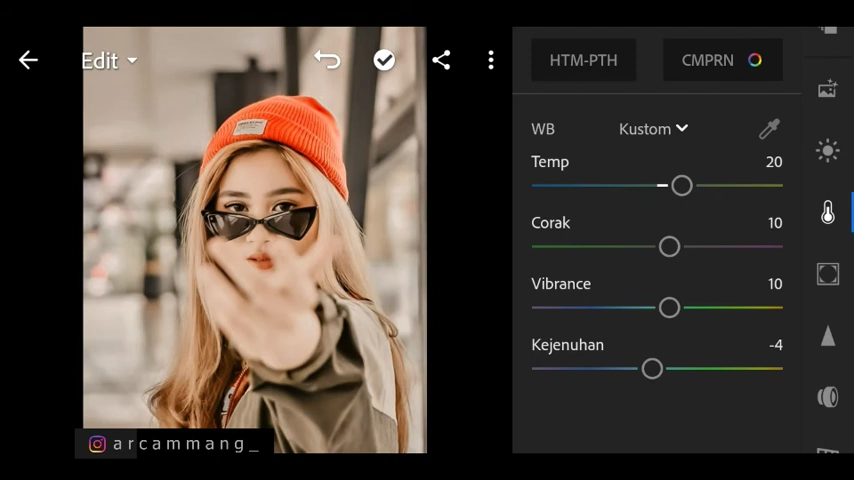 Edit
HTM-PTH
CMPRN
WB
Kustom
Temp
20
Corak
10
Vibrance
10
Kejenuhan
-4
arcammang_